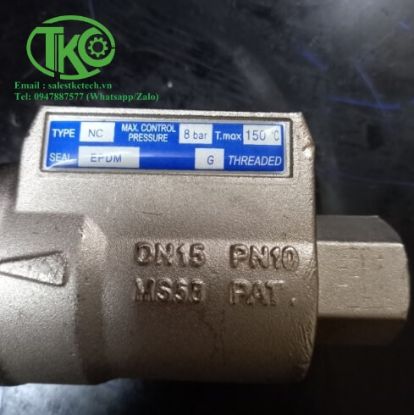 TKC
Email : salestkctech.vn
Tel: 0947887577 (Whatsapp/Zalo)
TYPE NC MAX. CONTROL PRESSURE 8 bar T.max 150 °C
SEAL EPDM G THREADED
DN15 PN10
MS58 PAT.